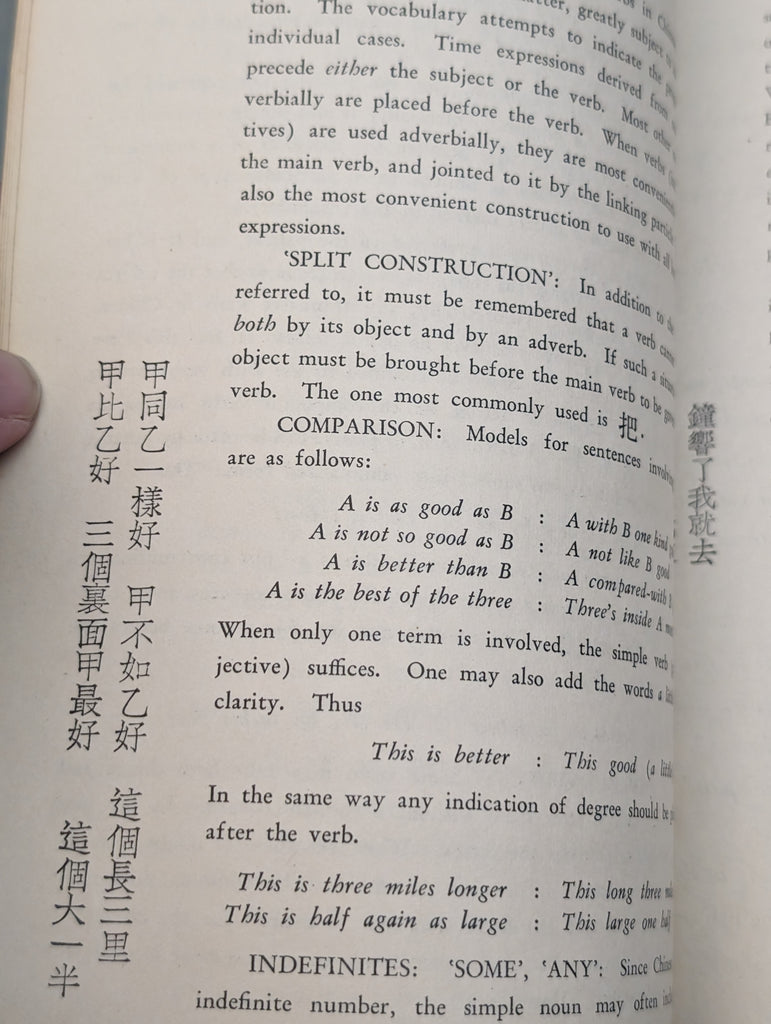 tion. The vocabulary attempts to indicate the
individual cases. Time expressions derived from
precede either the subject or the verb. Most other
verbially are placed before the verb. When verbs
tives) are used adverbially, they are most
the main verb, and jointed to it by the linking
also the most convenient construction to use with all
expressions.
'SPLIT CONSTRUCTION': In addition to
referred to, it must be remembered that a verb
both by its object and by an adverb. If such a
object must be brought before the main verb to be
verb. The one most commonly used is 把.
COMPARISON: Models for sentences
are as follows:
A is as good as B : A with B one kind
A is not so good as B : A not like B good
A is better than B : A compared-with
A is the best of the three : Three's inside A
When only one term is involved, the simple verb
jective) suffices. One may also add the words a
clarity. Thus
This is better : This good (a
In the same way any indication of degree should be
after the verb.
This is three miles longer : This long three
This is half again as large : This large one half
INDEFINITES: 'SOME', 'ANY': Since
indefinite number, the simple noun may often
甲同乙一樣好 甲不如乙好 這個長三里
甲比乙好 三個裏面甲最好 這個大一半
鐘響了我就去